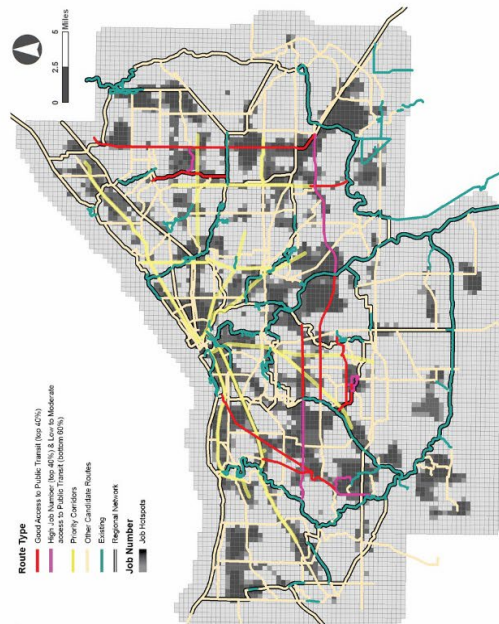 Route Type
Good Access to Public Transit (top 40%)
High Job Number (top 40%) & Low to Moderate
access to Public Transit (bottom 60%)
Priority Corridors
Other Candidate Routes
Existing
Regional Network
Job Number
Job Hotspots
0 2.5 5
Miles